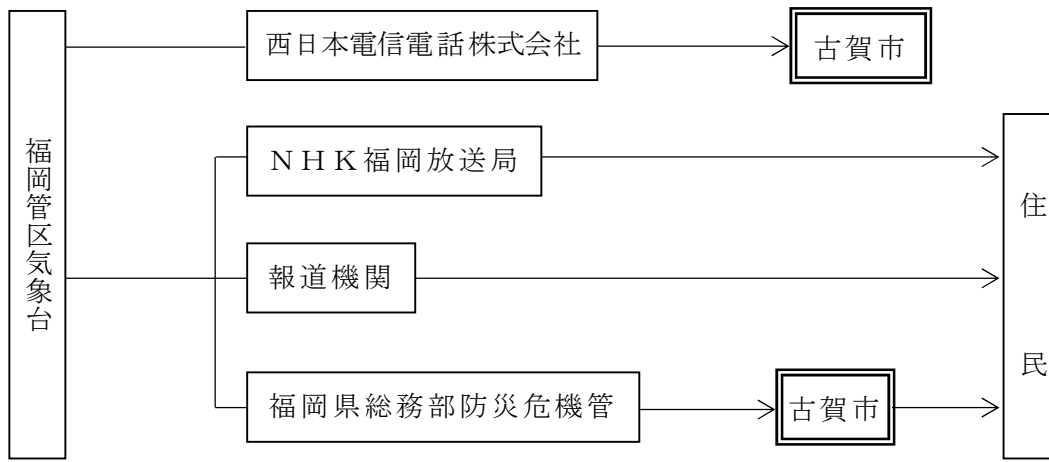 福岡管区気象台
西日本電信電話株式会社
古賀市
NHK福岡放送局
報道機関
福岡県総務部防災危機管
古賀市
住民